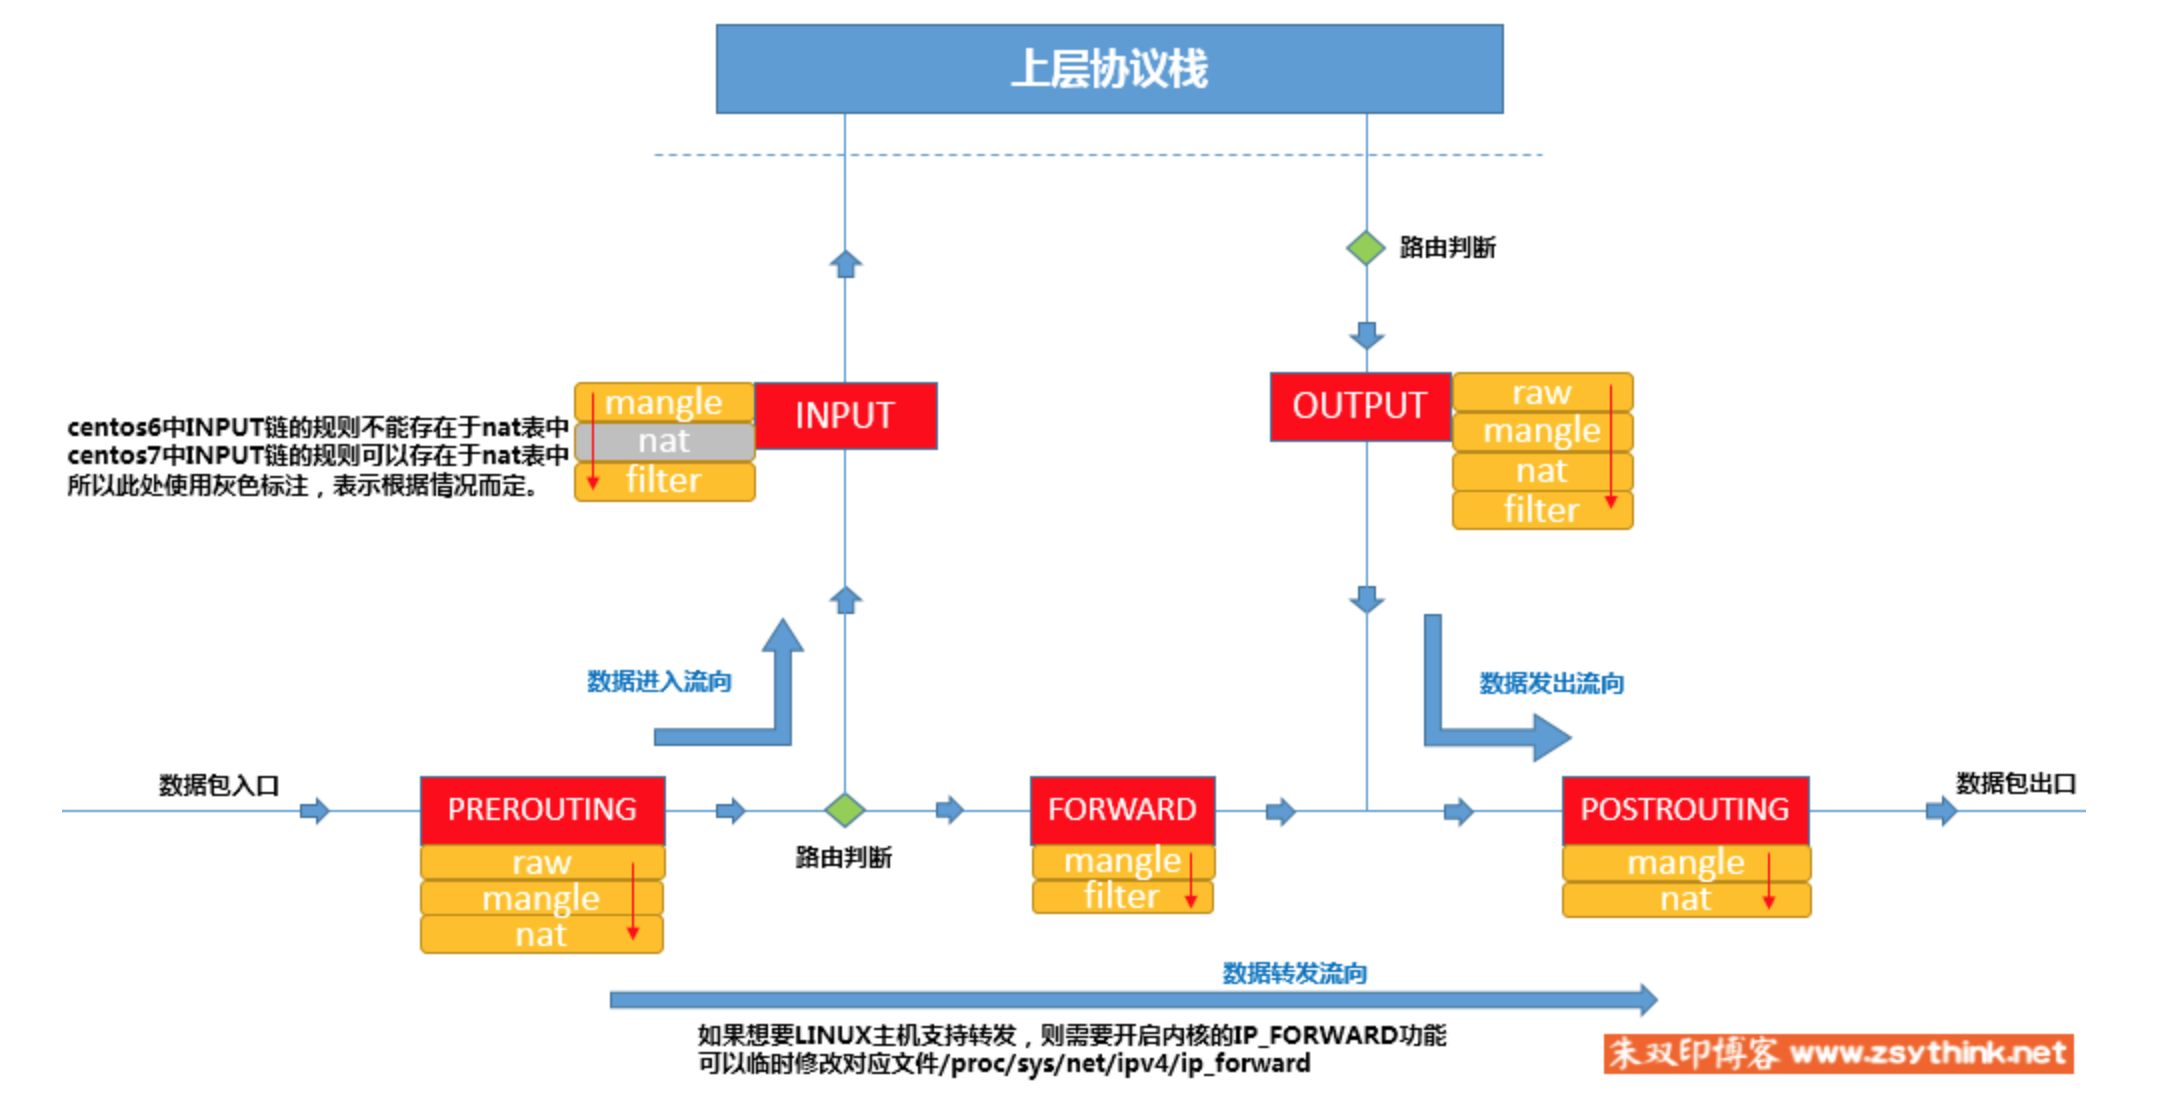 上层协议栈
路由判断
mangle
nat
filter
INPUT
OUTPUT
raw
mangle
nat
filter
centos6中INPUT链的规则不能存在于nat表中
centos7中INPUT链的规则可以存在于nat表中
所以此处使用灰色标注，表示根据情况而定。
数据进入流向
数据发出流向
数据包入口
PREROUTING
raw
mangle
nat
路由判断
FORWARD
mangle
filter
POSTROUTING
mangle
nat
数据包出口
数据转发流向
如果想要LINUX主机支持转发，则需要开启内核的IP_FORWARD功能
可以临时修改对应文件/proc/sys/net/ipv4/ip_forward
朱双印博客 www.zsythink.net